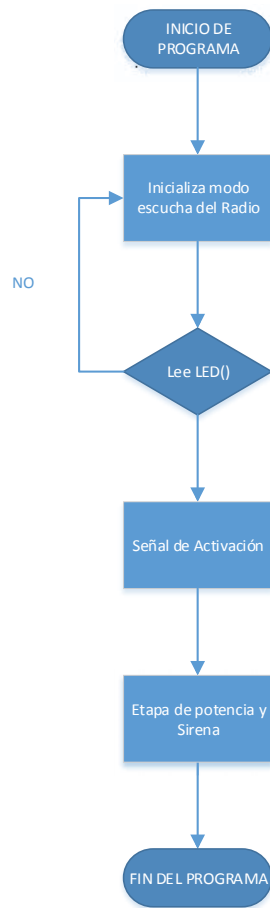 INICIO DE
PROGRAMA
Inicializa modo
escucha del Radio
NO
Lee LED()
Señal de Activación
Etapa de potencia y
Sirena
FIN DEL PROGRAMA